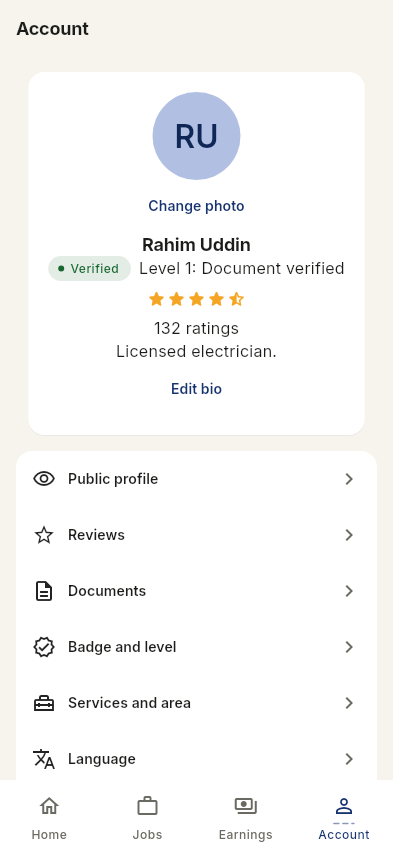 Account
RU
Change photo
Rahim Uddin
Verified Level 1: Document verified
132 ratings
Licensed electrician.
Edit bio
Public profile
Reviews
Documents
Badge and level
Services and area
Language
Home Jobs Earnings Account